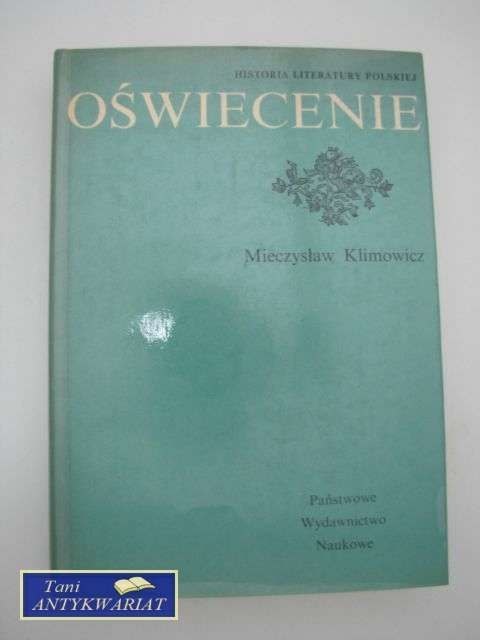 HISTORIA LITERATURY POLSKIEJ
OŚWIECENIE
Mieczysław Klimowicz
Państwowe
Wydawnictwo
Naukowe
Tani
ANTYKWARIAT